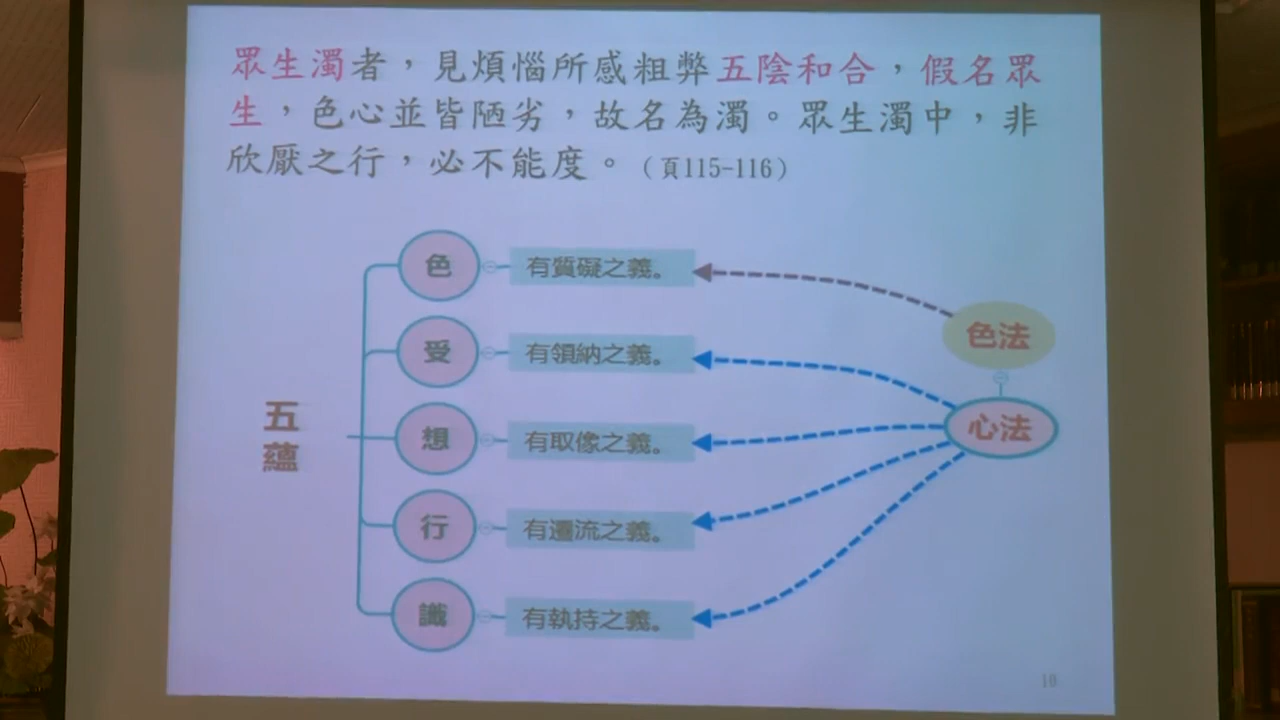 眾生濁者，見煩惱所感粗弊五陰和合，假名眾
生，色心並皆陋劣，故名為濁。眾生濁中，非
欣厭之行，必不能度。（頁115-116）
五蘊
色
有質礙之義。
受
有領納之義。
想
有取像之義。
行
有遷流之義。
識
有執持之義。
色法
心法
10